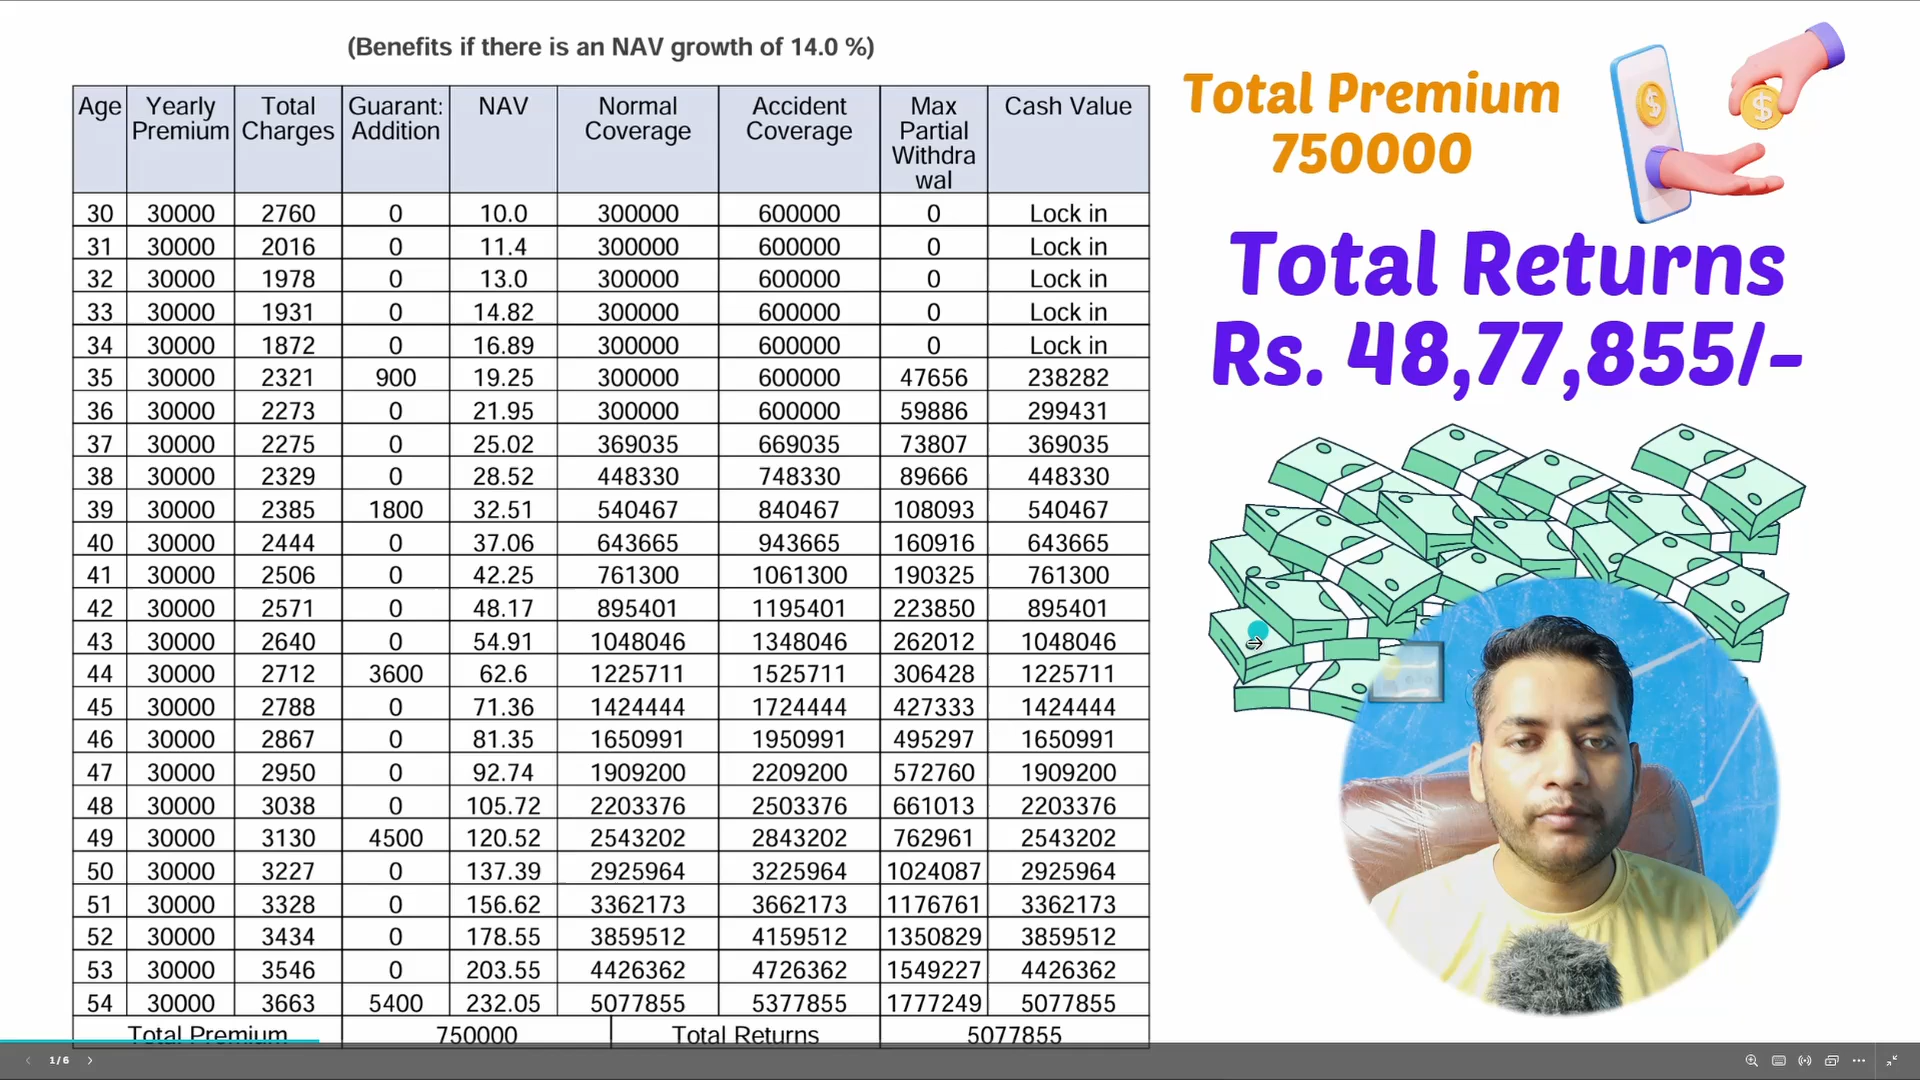 (Benefits if there is an NAV growth of 14.0 %)
Age Yearly Premium Total Charges Guarant: Addition NAV Normal Coverage Accident Coverage Max Partial Withdra wal Cash Value
30 30000 2760 0 10.0 300000 600000 0 Lock in
31 30000 2016 0 11.4 300000 600000 0 Lock in
32 30000 1978 0 13.0 300000 600000 0 Lock in
33 30000 1931 0 14.82 300000 600000 0 Lock in
34 30000 1872 0 16.89 300000 600000 0 Lock in
35 30000 2321 900 19.25 300000 600000 47656 238282
36 30000 2273 0 21.95 300000 600000 59886 299431
37 30000 2275 0 25.02 369035 669035 73807 369035
38 30000 2329 0 28.52 448330 748330 89666 448330
39 30000 2385 1800 32.51 540467 840467 108093 540467
40 30000 2444 0 37.06 643665 943665 160916 643665
41 30000 2506 0 42.25 761300 1061300 190325 761300
42 30000 2571 0 48.17 895401 1195401 223850 895401
43 30000 2640 0 54.91 1048046 1348046 262012 1048046
44 30000 2712 3600 62.6 1225711 1525711 306428 1225711
45 30000 2788 0 71.36 1424444 1724444 427333 1424444
46 30000 2867 0 81.35 1650991 1950991 495297 1650991
47 30000 2950 0 92.74 1909200 2209200 572760 1909200
48 30000 3038 0 105.72 2203376 2503376 661013 2203376
49 30000 3130 4500 120.52 2543202 2843202 762961 2543202
50 30000 3227 0 137.39 2925964 3225964 1024087 2925964
51 30000 3328 0 156.62 3362173 3662173 1176761 3362173
52 30000 3434 0 178.55 3859512 4159512 1350829 3859512
53 30000 3546 0 203.55 4426362 4726362 1549227 4426362
54 30000 3663 5400 232.05 5077855 5377855 1777249 5077855
Total Premium 750000 Total Returns 5077855
Total Premium
750000
Total Returns
Rs. 48,77,855/-
1/6